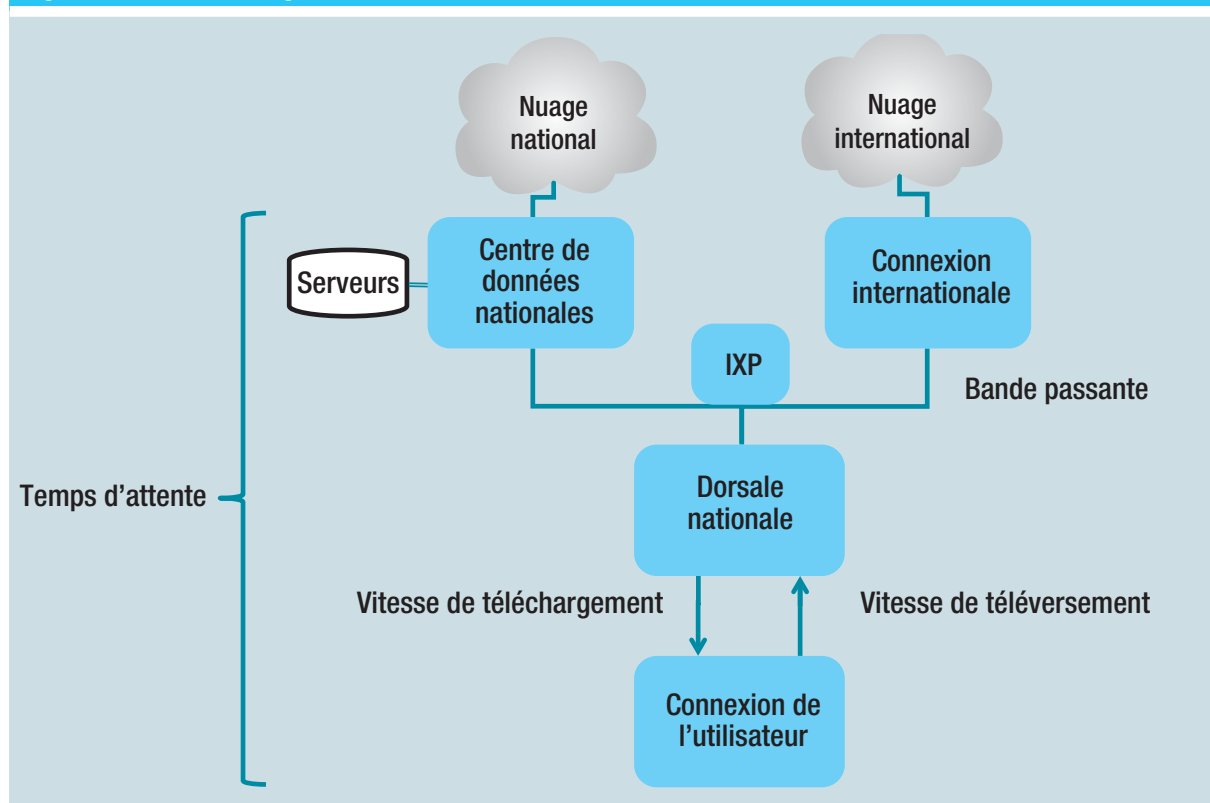 Nuage
national
Nuage
international
Serveurs
Centre de
données
nationales
Connexion
internationale
IXP
Bande passante
Dorsale
nationale
Temps d'attente
Vitesse de téléchargement
Vitesse de téléversement
Connexion de
l'utilisateur